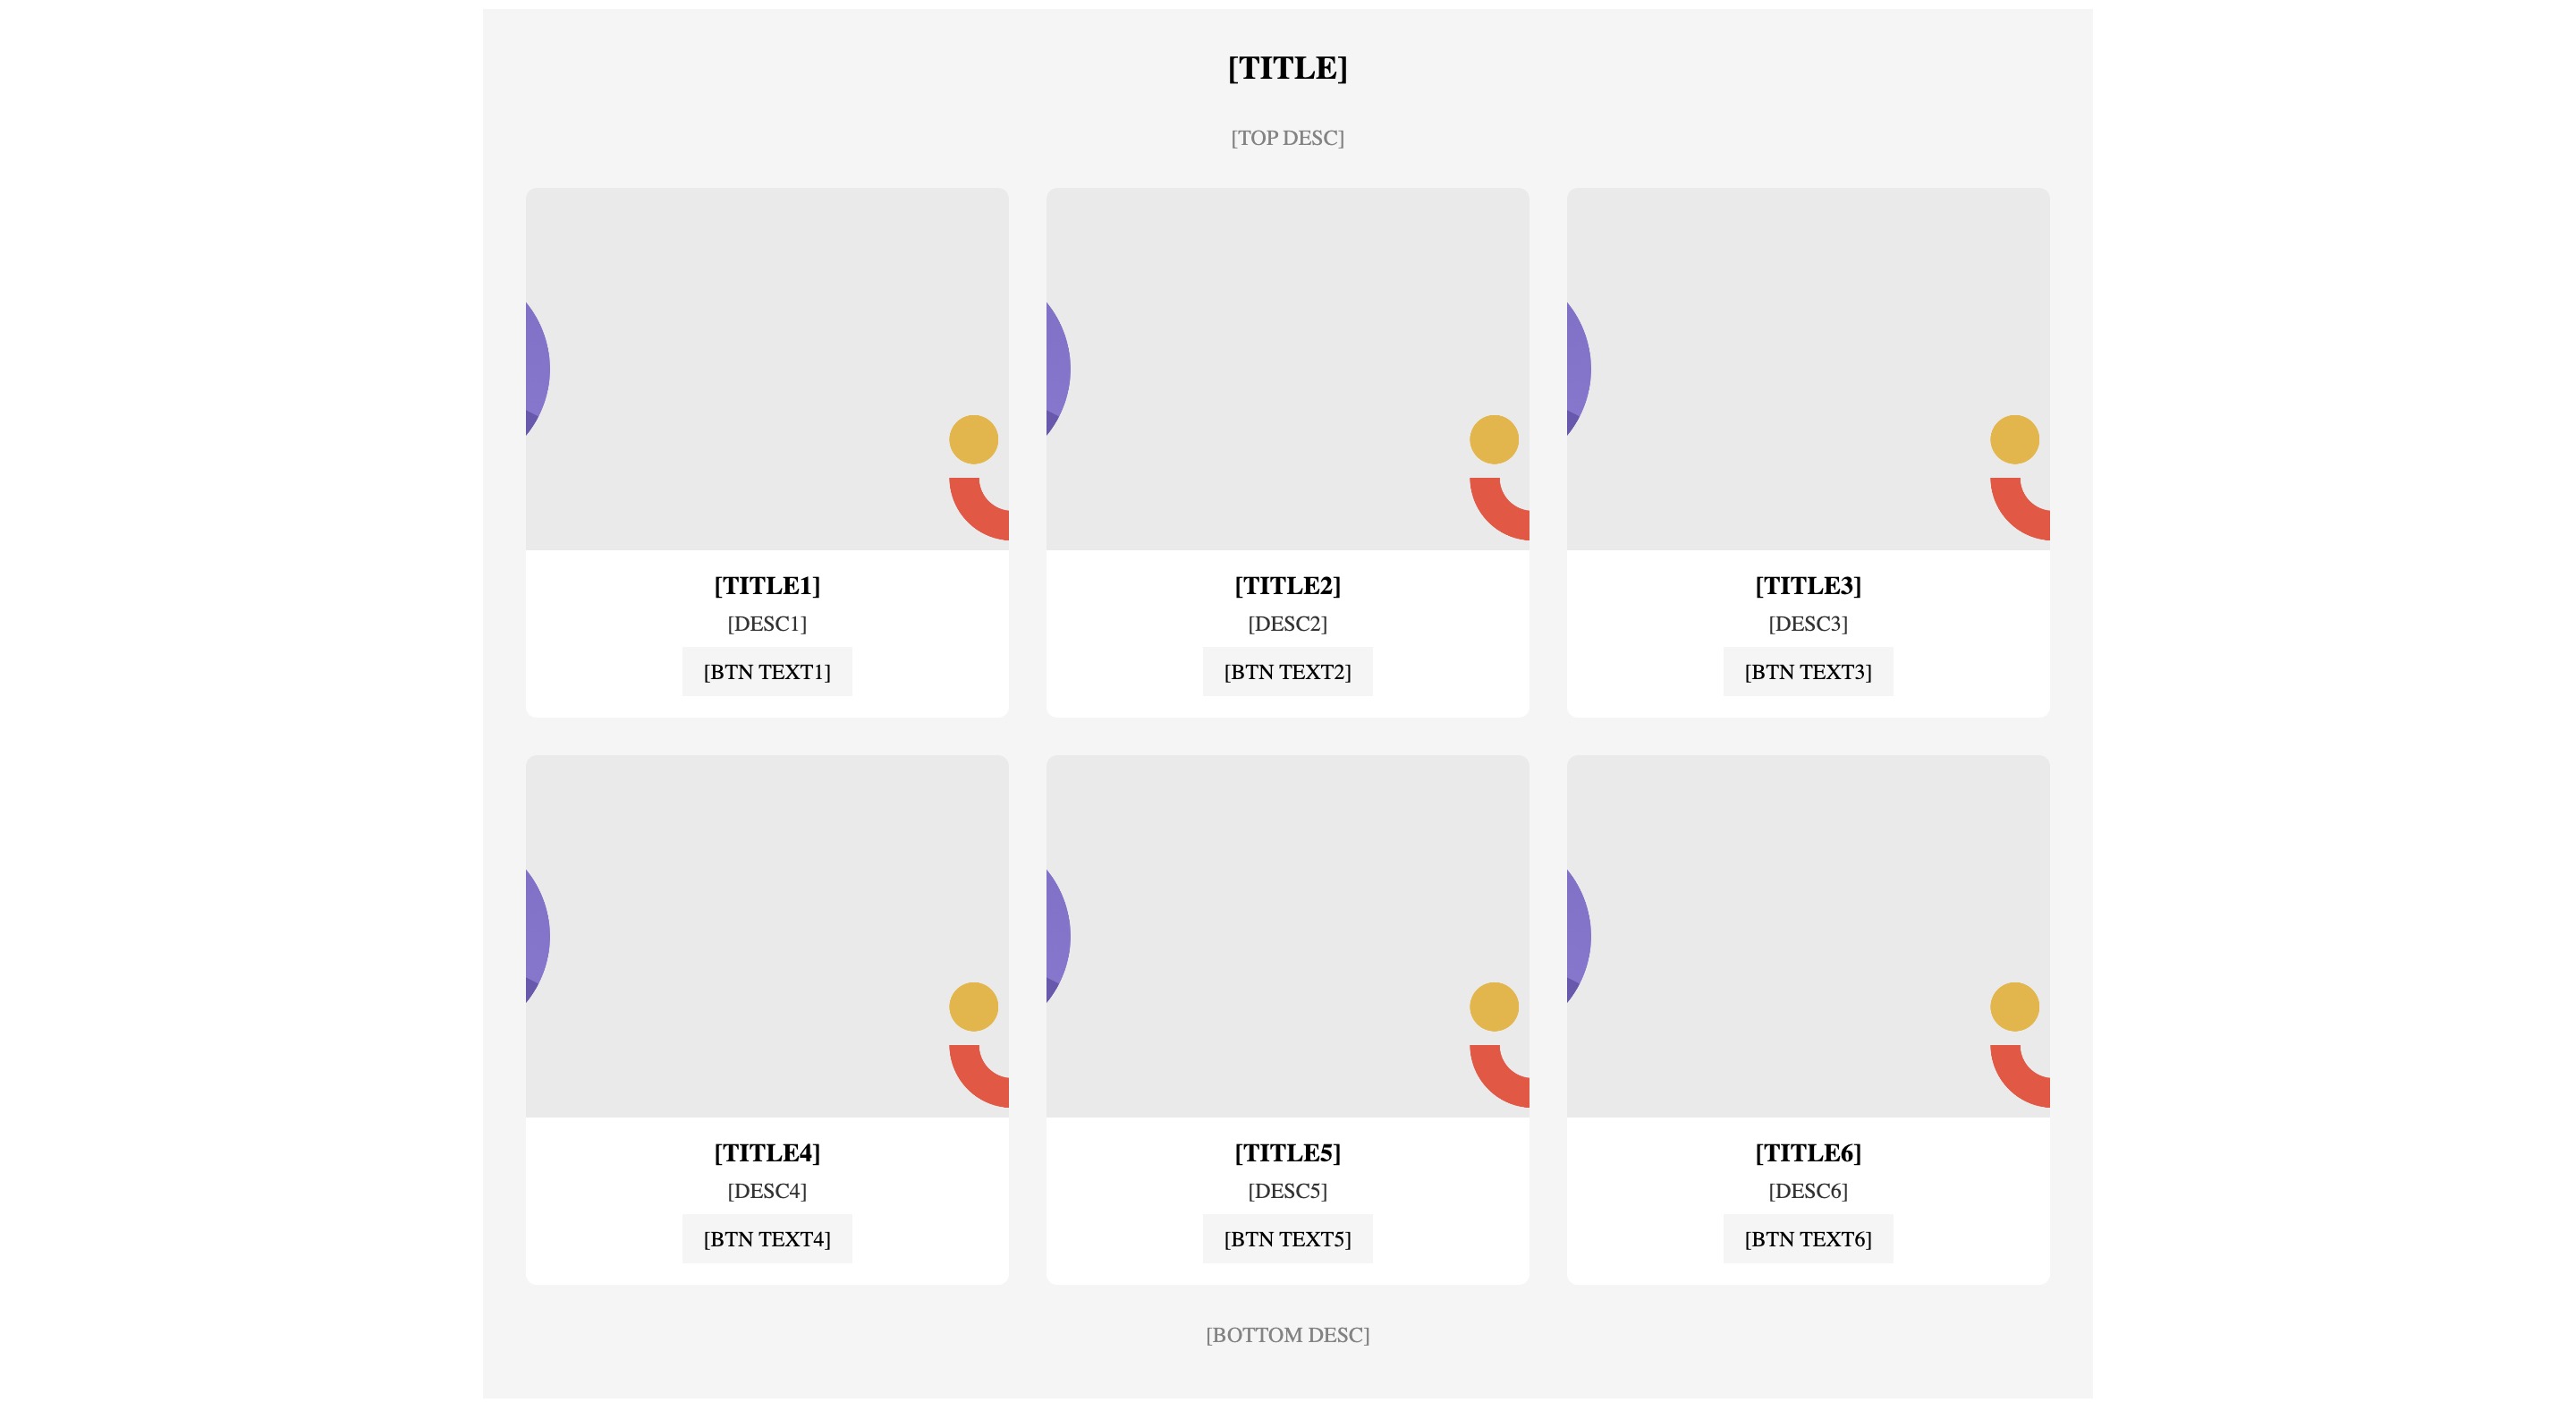 [TITLE]
[TOP DESC]
[TITLE1]
[DESC1]
[BTN TEXT1]
[TITLE2]
[DESC2]
[BTN TEXT2]
[TITLE3]
[DESC3]
[BTN TEXT3]
[TITLE4]
[DESC4]
[BTN TEXT4]
[TITLE5]
[DESC5]
[BTN TEXT5]
[TITLE6]
[DESC6]
[BTN TEXT6]
[BOTTOM DESC]